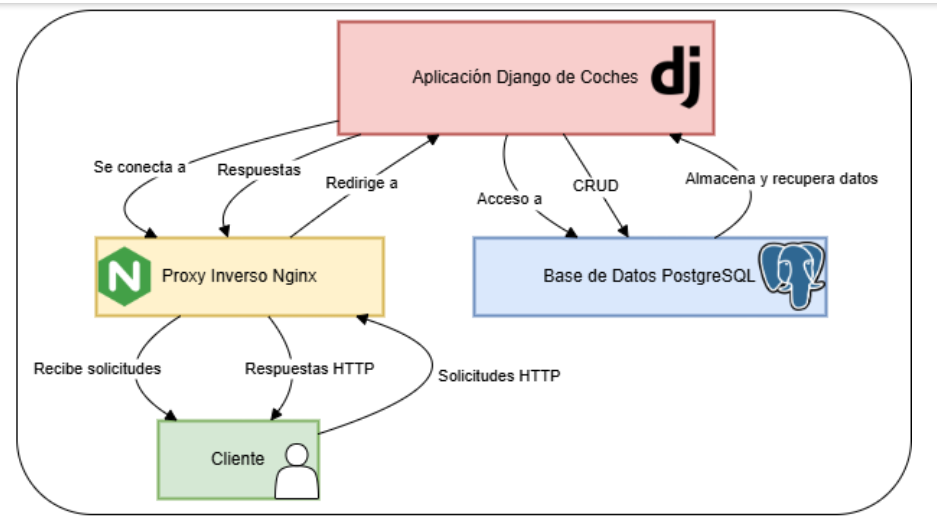 Aplicación Django de Coches
dj
Se conecta a
Respuestas
Redirige a
Acceso a
CRUD
Almacena y recupera datos
N
Proxy Inverso Nginx
Base de Datos PostgreSQL
Recibe solicitudes
Respuestas HTTP
Solicitudes HTTP
Cliente